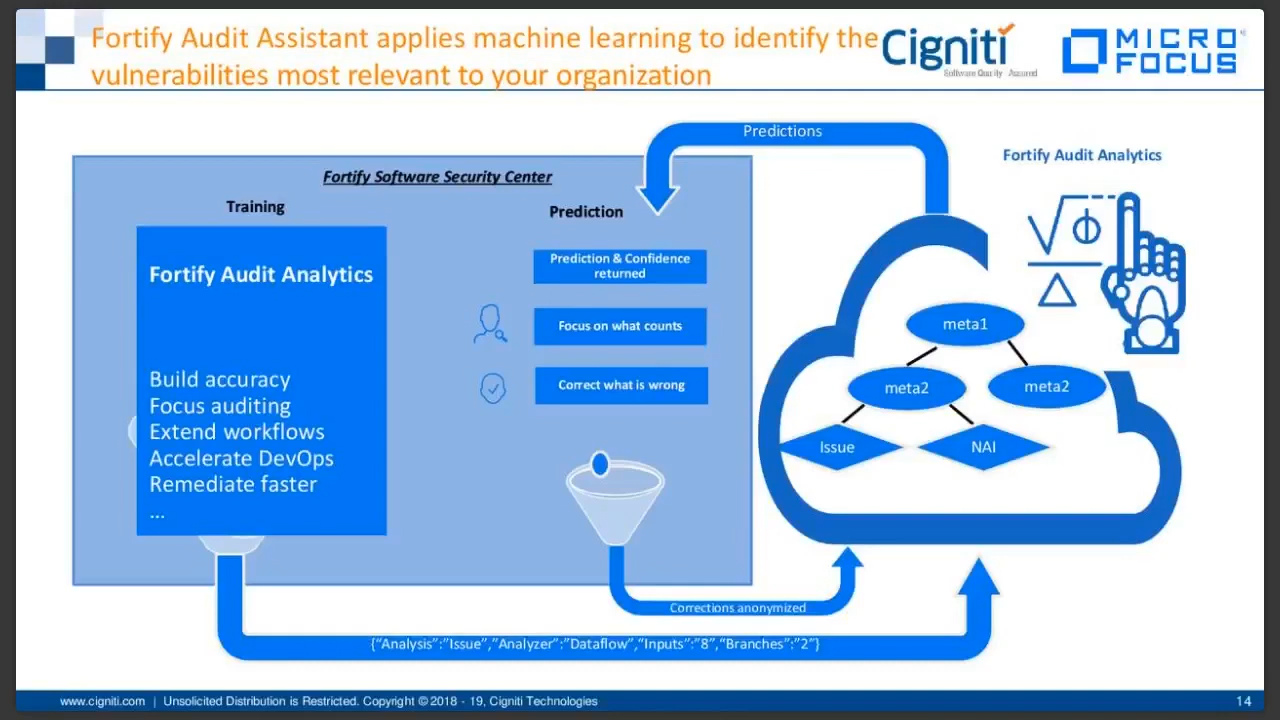 Fortify Audit Assistant applies machine learning to identify the
vulnerabilities most relevant to your organization
Cigniti
Software Quality Assured
MICRO
FOCUS
Predictions
Fortify Audit Analytics
Fortify Software Security Center
Training
Prediction
Fortify Audit Analytics
Build accuracy
Focus auditing
Extend workflows
Accelerate DevOps
Remediate faster
...
Prediction & Confidence
returned
Focus on what counts
Correct what is wrong
meta1
meta2
meta2
Issue
NAI
Corrections anonymized
{“Analysis”:”Issue”,”Analyzer”:”Dataflow”,“Inputs”:”8”,“Branches”:”2”}
www.cigniti.com | Unsolicited Distribution is Restricted. Copyright © 2018 - 19, Cigniti Technologies
14